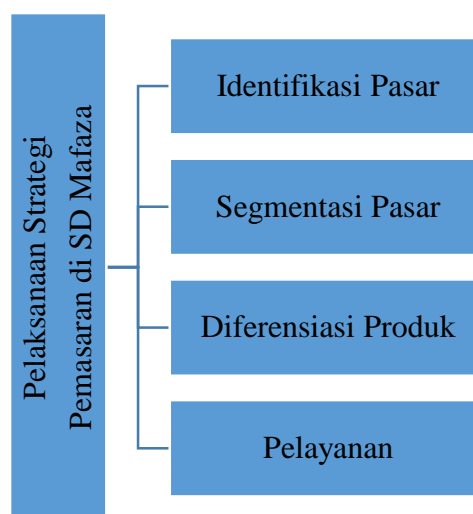 Pelaksanaan Strategi
Pemasaran di SD Mafaza
Identifikasi Pasar
Segmentasi Pasar
Diferensiasi Produk
Pelayanan